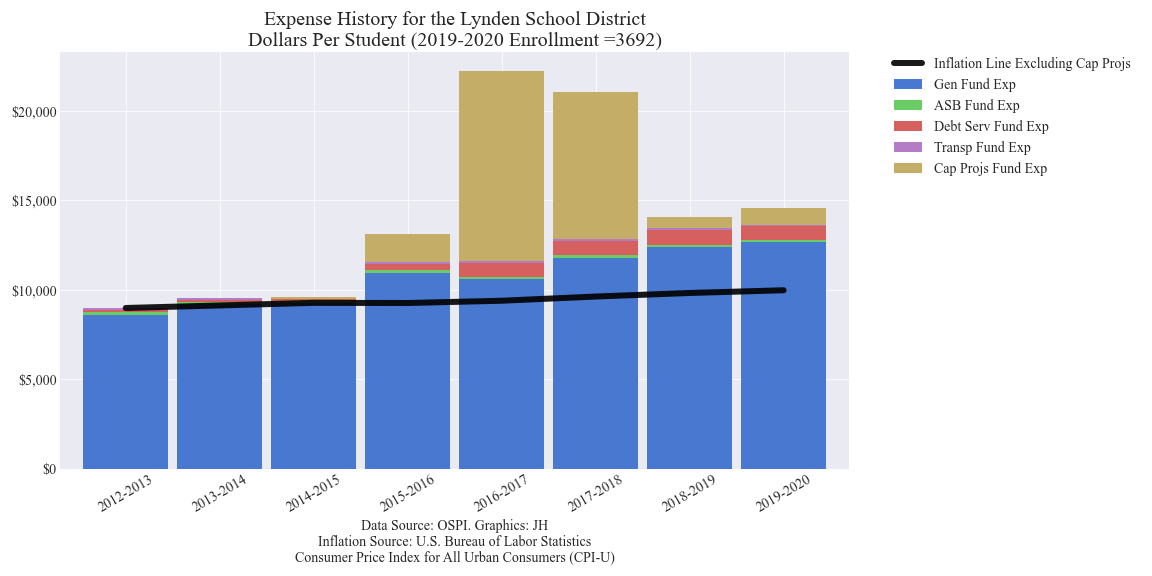 Expense History for the Lynden School District
Dollars Per Student (2019-2020 Enrollment =3692)
Inflation Line Excluding Cap Projs
Gen Fund Exp
ASB Fund Exp
Debt Serv Fund Exp
Transp Fund Exp
Cap Projs Fund Exp
$20,000
$15,000
$10,000
$5,000
$0
2012-2013
2013-2014
2014-2015
2015-2016
2016-2017
2017-2018
2018-2019
2019-2020
Data Source: OSPI. Graphics: JH
Inflation Source: U.S. Bureau of Labor Statistics
Consumer Price Index for All Urban Consumers (CPI-U)